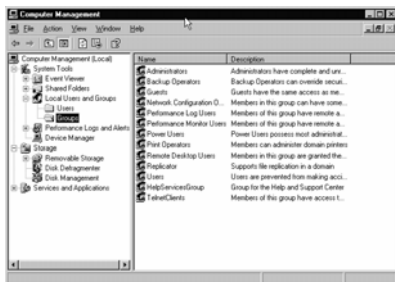 Computer Management
File Action View Window Help
Computer Management (Local)
System Tools
Event Viewer
Shared Folders
Local Users and Groups
Users
Groups
Performance Logs and Alerts
Device Manager
Storage
Removable Storage
Disk Defragmenter
Disk Management
Services and Applications
Name Description
Administrators Administrators have complete and unr...
Backup Operators Backup Operators can override securi...
Guests Guests have the same access as me...
Network Configuration O... Members in this group can have some...
Performance Log Users Members of this group have remote a...
Performance Monitor Users Members of this group have remote a...
Power Users Power Users possess most administrat...
Print Operators Members can administer domain printers
Remote Desktop Users Members in this group are granted the...
Replicator Supports file replication in a domain
Users Users are prevented from making acci...
HelpServicesGroup Group for the Help and Support Center
TelnetClients Members of this group have access t...